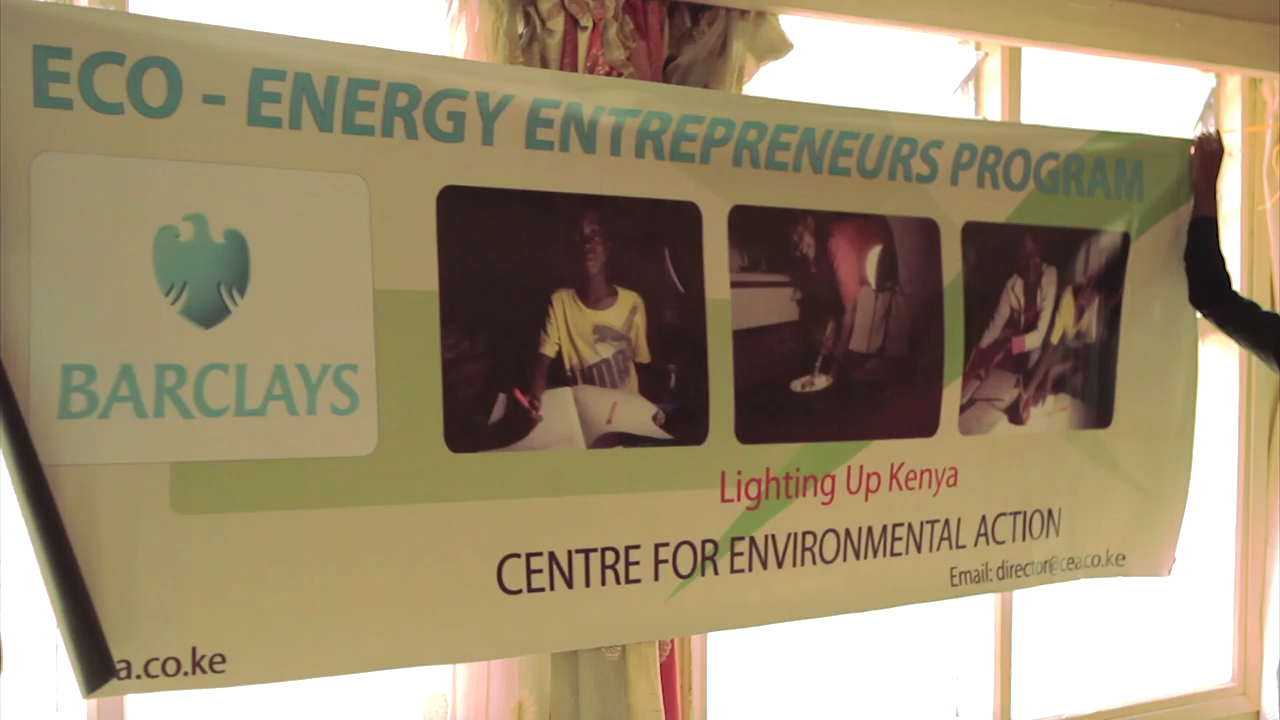 ECO - ENERGY ENTREPRENEURS PROGRAM
BARCLAYS
Lighting Up Kenya
CENTRE FOR ENVIRONMENTAL ACTION
Email: director@cea.co.ke
a.co.ke